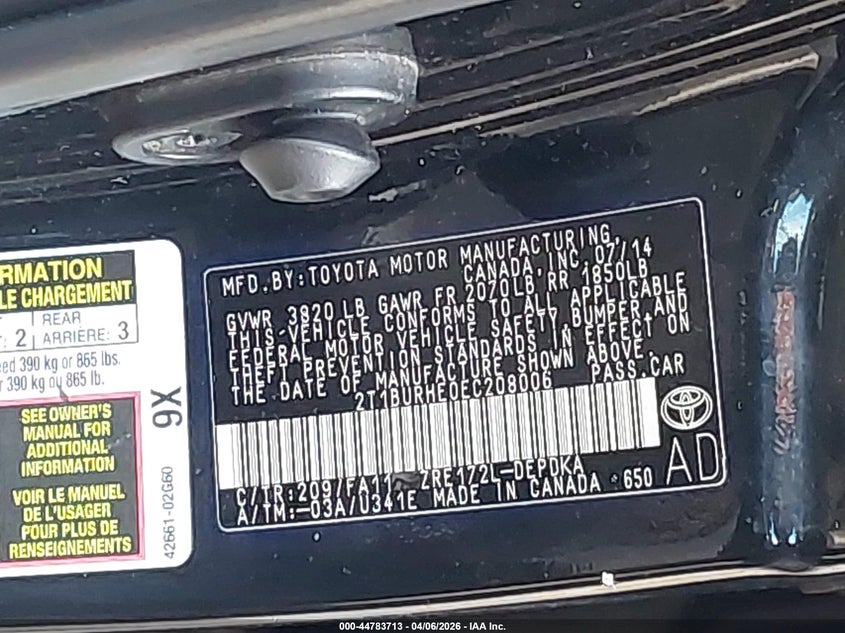 RMATION
LE CHARGEMENT
: 2 REAR
ARRIÈRE: 3
eed 390 kg or 865 lbs.
r 390 kg ou 865 lb.
SEE OWNER'S
MANUAL FOR
ADDITIONAL
INFORMATION
VOIR LE MANUEL
DE L'USAGER
POUR PLUS DE
RENSEIGNEMENTS
9X
42661-02G60
MFD. BY: TOYOTA MOTOR MANUFACTURING,
CANADA, INC. 07/14
GVWR 3820 LB GAWR FR 2070LB, RR 1850LB
THIS VEHICLE CONFORMS TO ALL APPLICABLE
FEDERAL MOTOR VEHICLE SAFETY, BUMPER, AND
THEFT PREVENTION STANDARDS IN EFFECT ON
THE DATE OF MANUFACTURE SHOWN ABOVE.
2T1BURHE0EC208006 PASS.CAR
C/TR: 209/FA11 ZRE172L-DEPDKA
A/TM:-03A/U341E MADE IN CANADA 650
AD
000-44783713 - 04/06/2026 - IAA Inc.